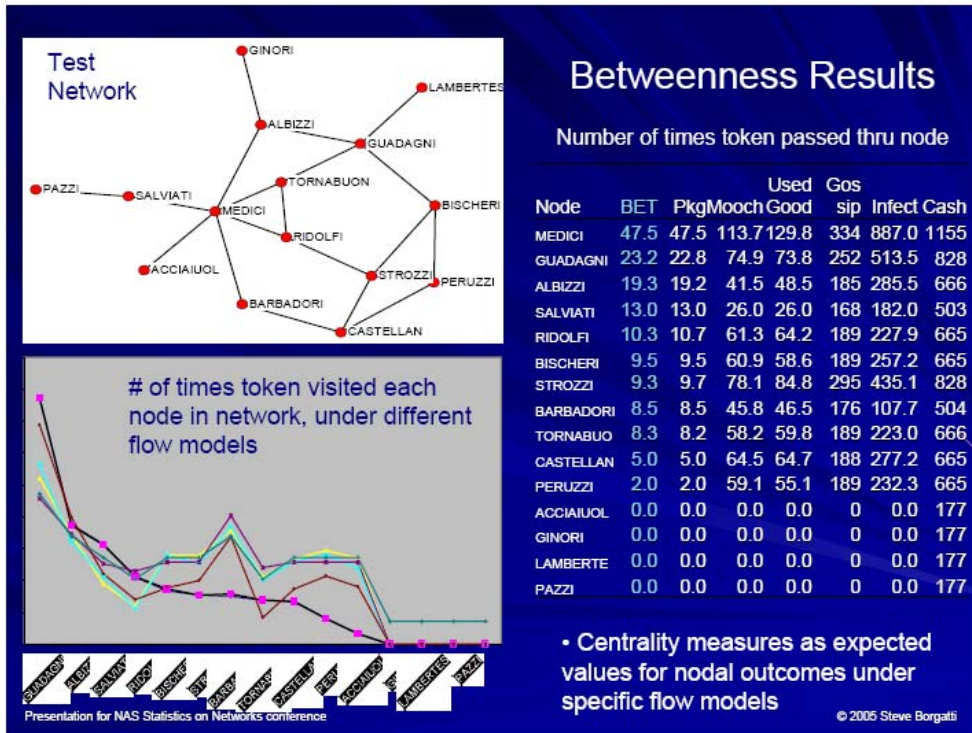 Test
Network
GINORI
LAMBERTES
ALBIZZI
GUADAGNI
TORNABUON
PAZZI
SALVIATI
MEDICI
BISCHERI
RIDOLFI
ACCIAIUOL
STROZZI
PERUZZI
BARBADORI
CASTELLAN
# of times token visited each
node in network, under different
flow models
GUADAGNI
ALBIZ
SALVIAT
RIDO
BISCHE
STR
BARBA
TORNAB
CASTELLA
PER
ACCIAIUO
LAMBERTES
PAZZI
Presentation for NAS Statistics on Networks conference
Betweenness Results
Number of times token passed thru node
Used Gos
Node BET Pkg Mooch Good sip Infect Cash
MEDICI 47.5 47.5 113.7 129.8 334 887.0 1155
GUADAGNI 23.2 22.8 74.9 73.8 252 513.5 828
ALBIZZI 19.3 19.2 41.5 48.5 185 285.5 666
SALVIATI 13.0 13.0 26.0 26.0 168 182.0 503
RIDOLFI 10.3 10.7 61.3 64.2 189 227.9 665
BISCHERI 9.5 9.5 60.9 58.6 189 257.2 665
STROZZI 9.3 9.7 78.1 84.8 295 435.1 828
BARBADORI 8.5 8.5 45.8 46.5 176 107.7 504
TORNABUO 8.3 8.2 58.2 59.8 189 223.0 666
CASTELLAN 5.0 5.0 64.5 64.7 188 277.2 665
PERUZZI 2.0 2.0 59.1 55.1 189 232.3 665
ACCIAIUOL 0.0 0.0 0.0 0.0 0 0.0 177
GINORI 0.0 0.0 0.0 0.0 0 0.0 177
LAMBERTE 0.0 0.0 0.0 0.0 0 0.0 177
PAZZI 0.0 0.0 0.0 0.0 0 0.0 177
• Centrality measures as expected
values for nodal outcomes under
specific flow models
© 2005 Steve Borgatti